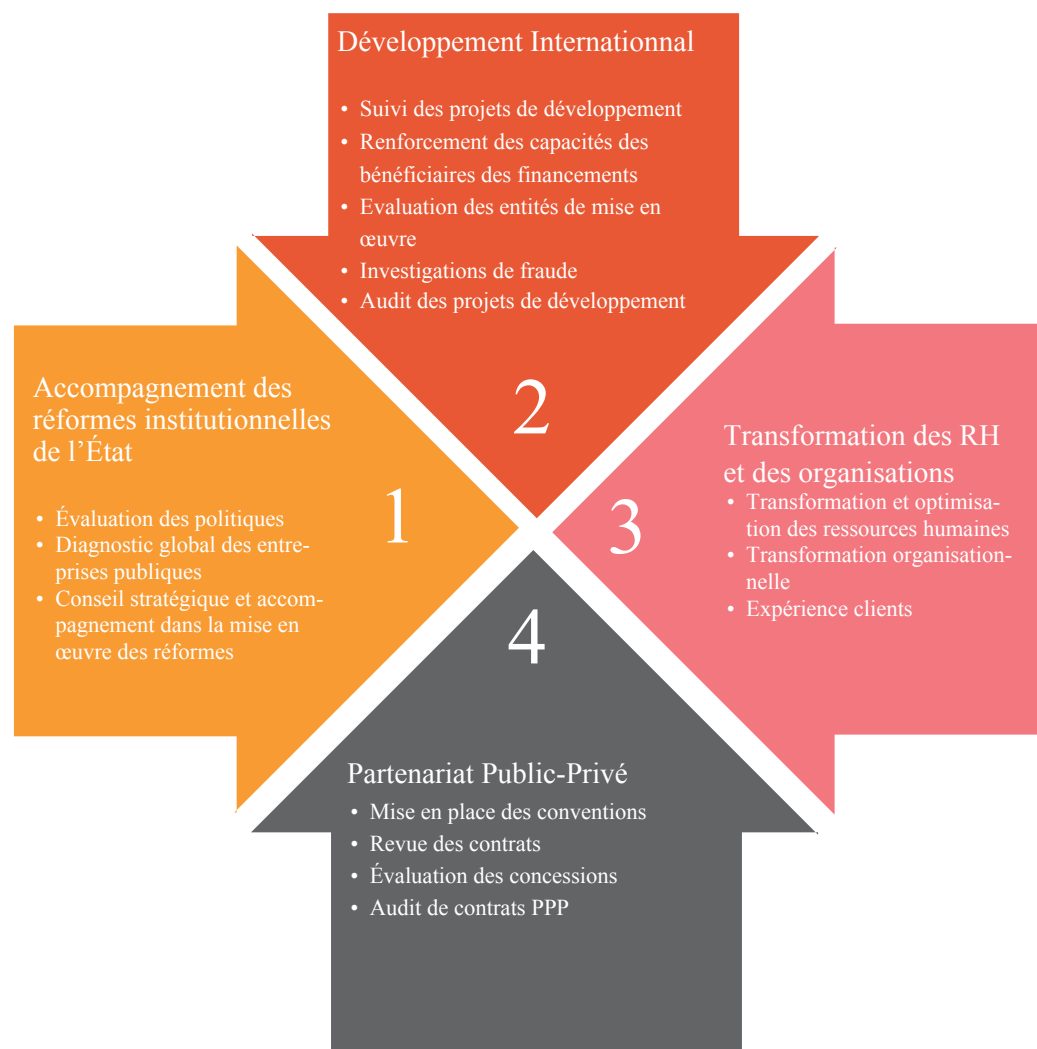 Accompagnement des
réformes institutionnelles
de l’État
• Évaluation des politiques
• Diagnostic global des entre-
prises publiques
• Conseil stratégique et accom-
pagnement dans la mise en
œuvre des réformes
1
Développement Internationnal
• Suivi des projets de développement
• Renforcement des capacités des
bénéficiaires des financements
• Evaluation des entités de mise en
œuvre
• Investigations de fraude
• Audit des projets de développement
2
Transformation des RH
et des organisations
• Transformation et optimisa-
tion des ressources humaines
• Transformation organisation-
nelle
• Expérience clients
3
4
Partenariat Public-Privé
• Mise en place des conventions
• Revue des contrats
• Évaluation des concessions
• Audit de contrats PPP